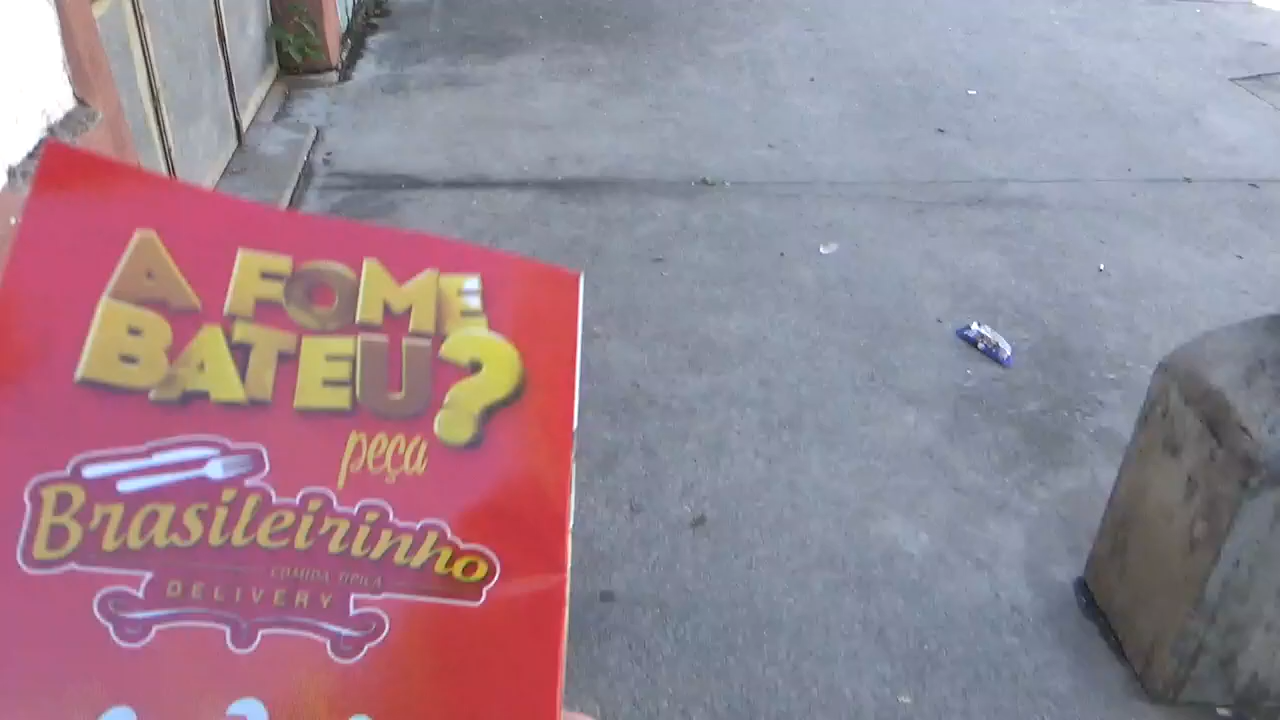 A FOME
BATEU?
peça
Brasileirinho
COMIDA TÍPICA
DELIVERY